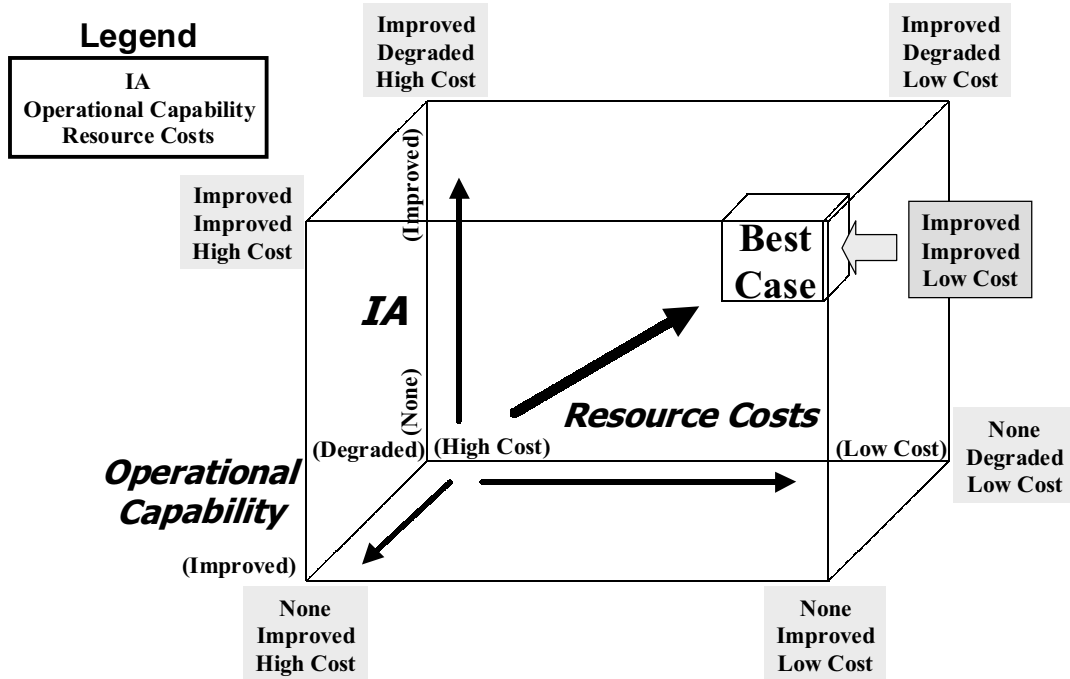 Legend
IA
Operational Capability
Resource Costs
Improved
Degraded
High Cost
Improved
Degraded
Low Cost
Improved
Improved
High Cost
(Improved)
Best
Case
Improved
Improved
Low Cost
IA
(None)
Resource Costs
(Degraded)
(High Cost)
(Low Cost)
None
Degraded
Low Cost
Operational
Capability
(Improved)
None
Improved
High Cost
None
Improved
Low Cost